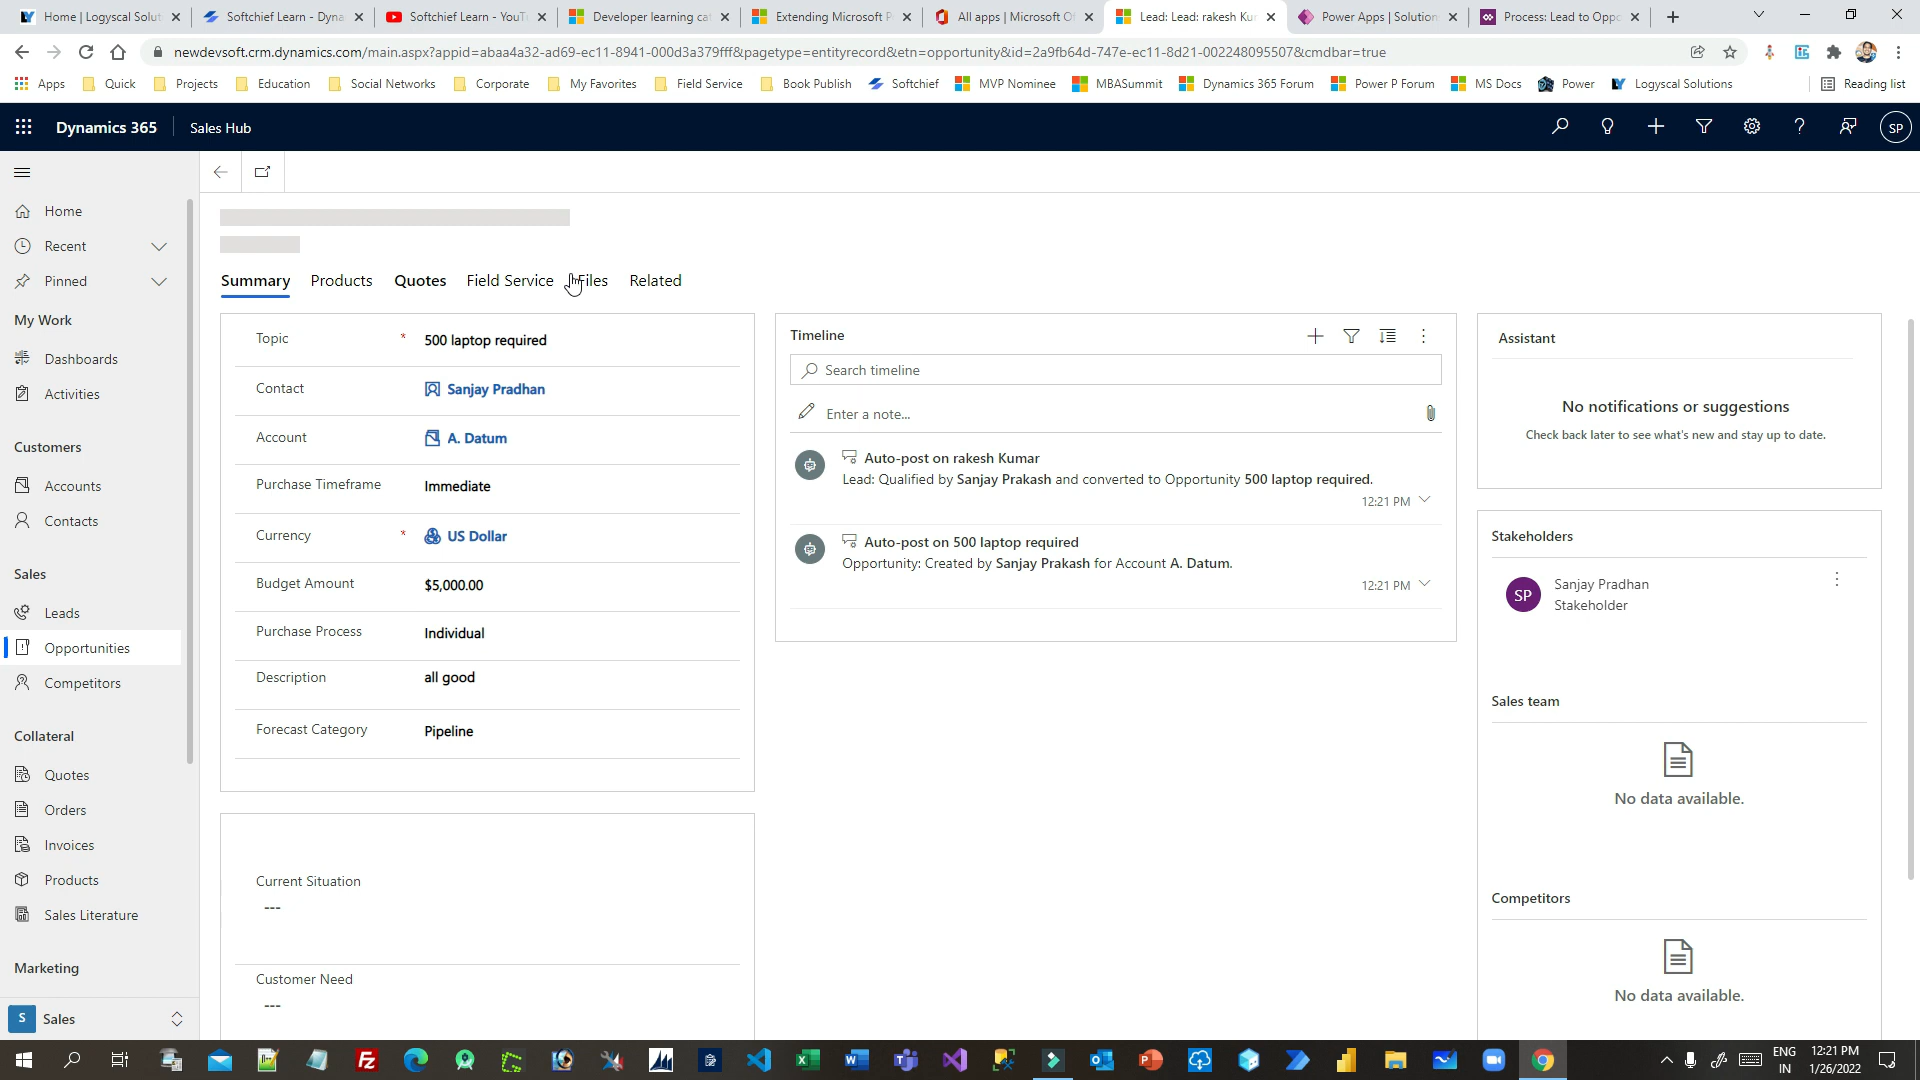 Home | Logyscal Soluti
Softchief Learn - Dyna
Softchief Learn - YouT
Developer learning cat
Extending Microsoft P
All apps | Microsoft Of
Lead: Lead: rakesh Kur
Power Apps | Solution
Process: Lead to Oppo
newdevsoft.crm.dynamics.com/main.aspx?appid=abaa4a32-ad69-ec11-8941-000d3a379fff&pagetype=entityrecord&etn=opportunity&id=2a9fb64d-747e-ec11-8d21-002248095507&cmdbar=true
Apps Quick Projects Education Social Networks Corporate My Favorites Field Service Book Publish Softchief MVP Nominee MBASummit Dynamics 365 Forum Power P Forum MS Docs Power Logyscal Solutions Reading list
Dynamics 365 Sales Hub SP
Home
Recent
Pinned
My Work
Dashboards
Activities
Customers
Accounts
Contacts
Sales
Leads
Opportunities
Competitors
Collateral
Quotes
Orders
Invoices
Products
Sales Literature
Marketing
S Sales
Summary Products Quotes Field Service Files Related
Topic * 500 laptop required
Contact Sanjay Pradhan
Account A. Datum
Purchase Timeframe Immediate
Currency * US Dollar
Budget Amount $5,000.00
Purchase Process Individual
Description all good
Forecast Category Pipeline
Current Situation
---
Customer Need
---
Timeline
Search timeline
Enter a note...
Auto-post on rakesh Kumar
Lead: Qualified by Sanjay Prakash and converted to Opportunity 500 laptop required.
12:21 PM
Auto-post on 500 laptop required
Opportunity: Created by Sanjay Prakash for Account A. Datum.
12:21 PM
Assistant
No notifications or suggestions
Check back later to see what's new and stay up to date.
Stakeholders
SP Sanjay Pradhan
Stakeholder
Sales team
No data available.
Competitors
No data available.
ENG 12:21 PM
IN 1/26/2022